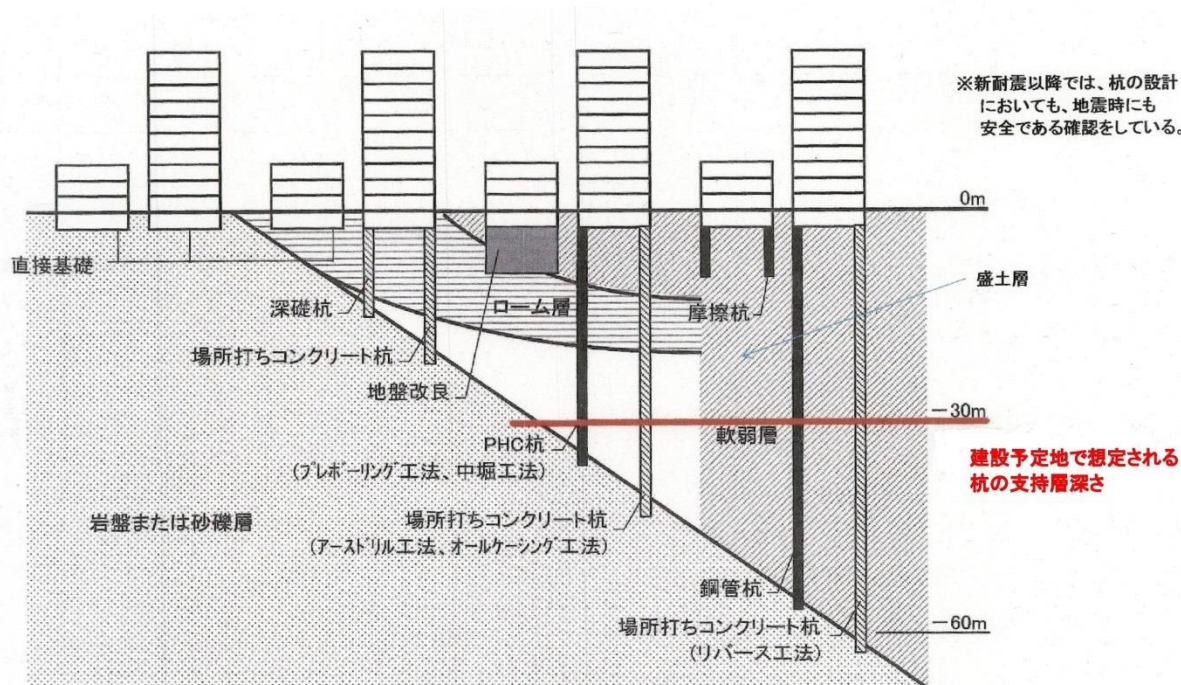 ※新耐震以降では、杭の設計
においても、地震時にも
安全である確認をしている。
0m
直接基礎
盛土層
深礎杭
ローム層
摩擦杭
場所打ちコンクリート杭
地盤改良
－30m
軟弱層
PHC杭
(プレボーリング工法、中堀工法)
建設予定地で想定される
杭の支持層深さ
岩盤または砂礫層
場所打ちコンクリート杭
(アースドリル工法、オールケーシング工法)
鋼管杭
場所打ちコンクリート杭
(リバース工法)
－60m